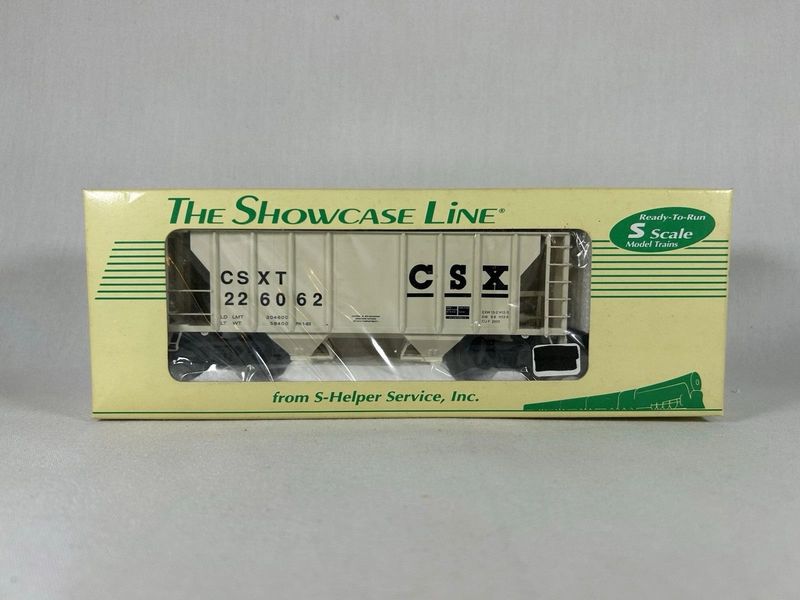 THE SHOWCASE LINE®
Ready-To-Run
S Scale
Model Trains
CSXT
226062
LD LMT 204600
LT WT 58400
CSX
from S-Helper Service, Inc.